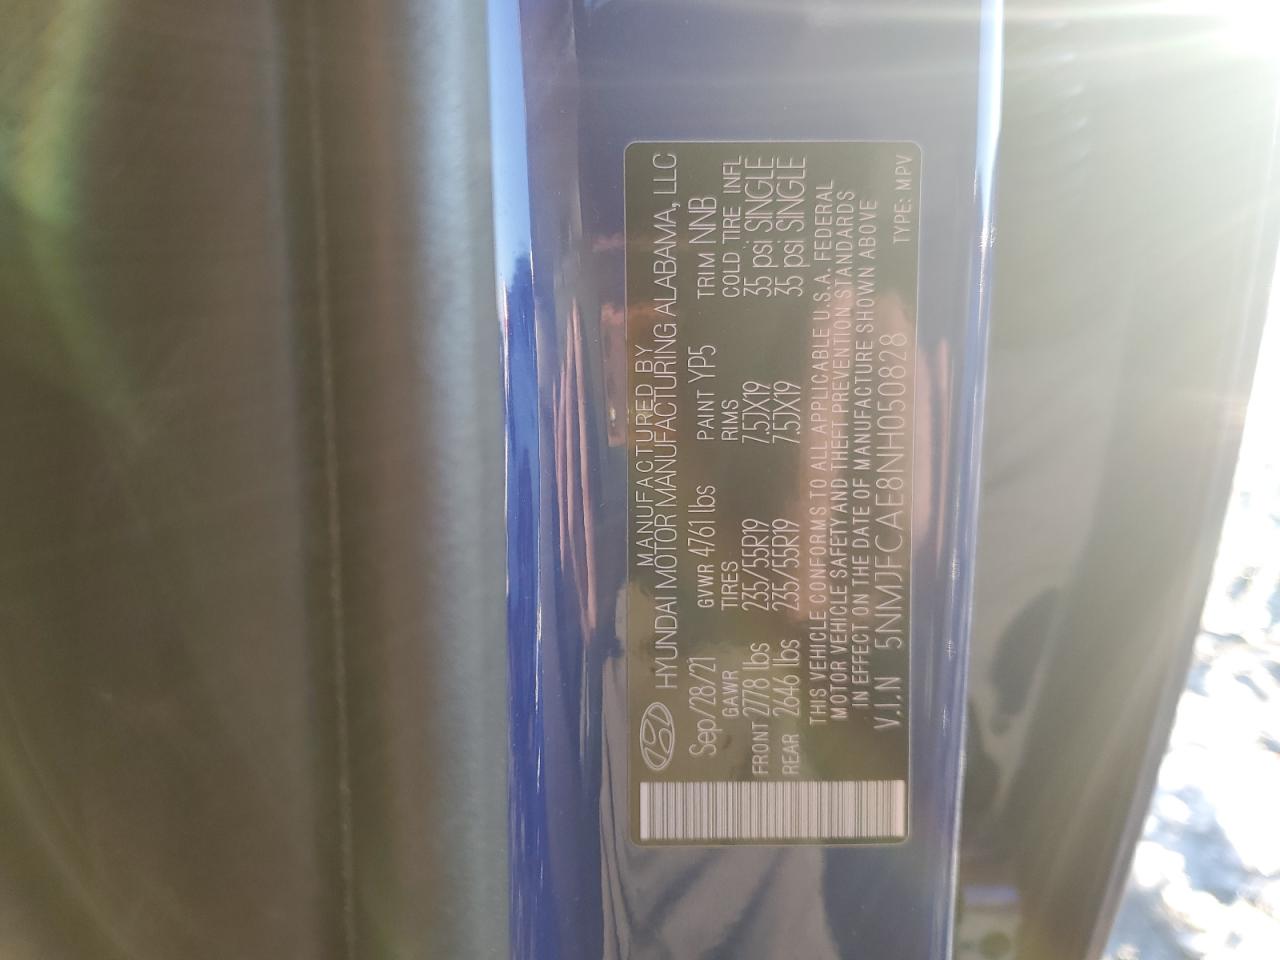 MANUFACTURED BY
HYUNDAI MOTOR MANUFACTURING ALABAMA, LLC
Sep/28/21 GVWR 4761 lbs PAINT YP5 TRIM NNB
GAWR TIRES RIMS COLD TIRE INFL
FRONT 2778 lbs 235/55R19 7.5JX19 35 psi SINGLE
REAR 2646 lbs 235/55R19 7.5JX19 35 psi SINGLE
THIS VEHICLE CONFORMS TO ALL APPLICABLE U.S.A. FEDERAL
MOTOR VEHICLE SAFETY AND THEFT PREVENTION STANDARDS
IN EFFECT ON THE DATE OF MANUFACTURE SHOWN ABOVE
V.I.N 5NMJFCAE8NH050828 TYPE: MPV